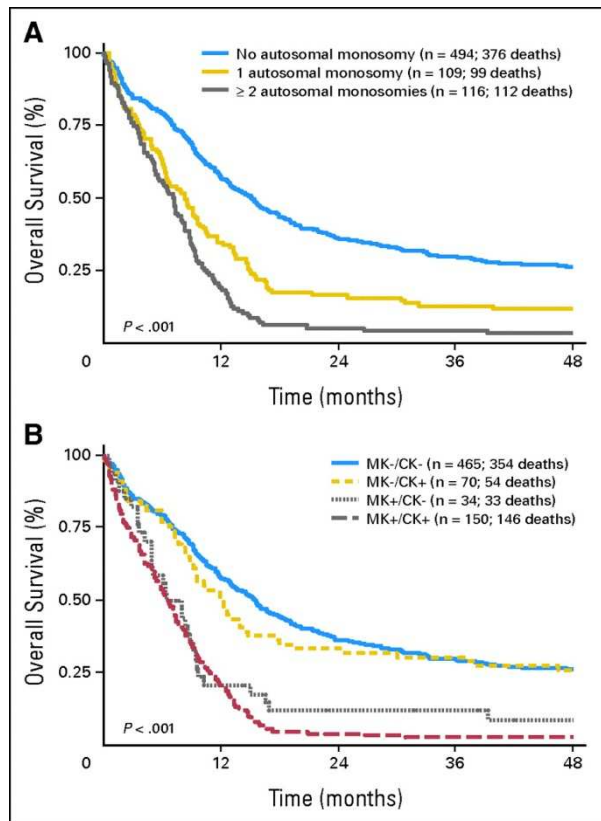 A
100
No autosomal monosomy (n = 494; 376 deaths)
1 autosomal monosomy (n = 109; 99 deaths)
≥ 2 autosomal monosomies (n = 116; 112 deaths)
0.75
0.50
0.25
Overall Survival (%)
P < .001
0
12
24
36
48
Time (months)
B
100
MK-/CK- (n = 465; 354 deaths)
MK-/CK+ (n = 70; 54 deaths)
MK+/CK- (n = 34; 33 deaths)
MK+/CK+ (n = 150; 146 deaths)
0.75
0.50
0.25
Overall Survival (%)
P < .001
0
12
24
36
48
Time (months)